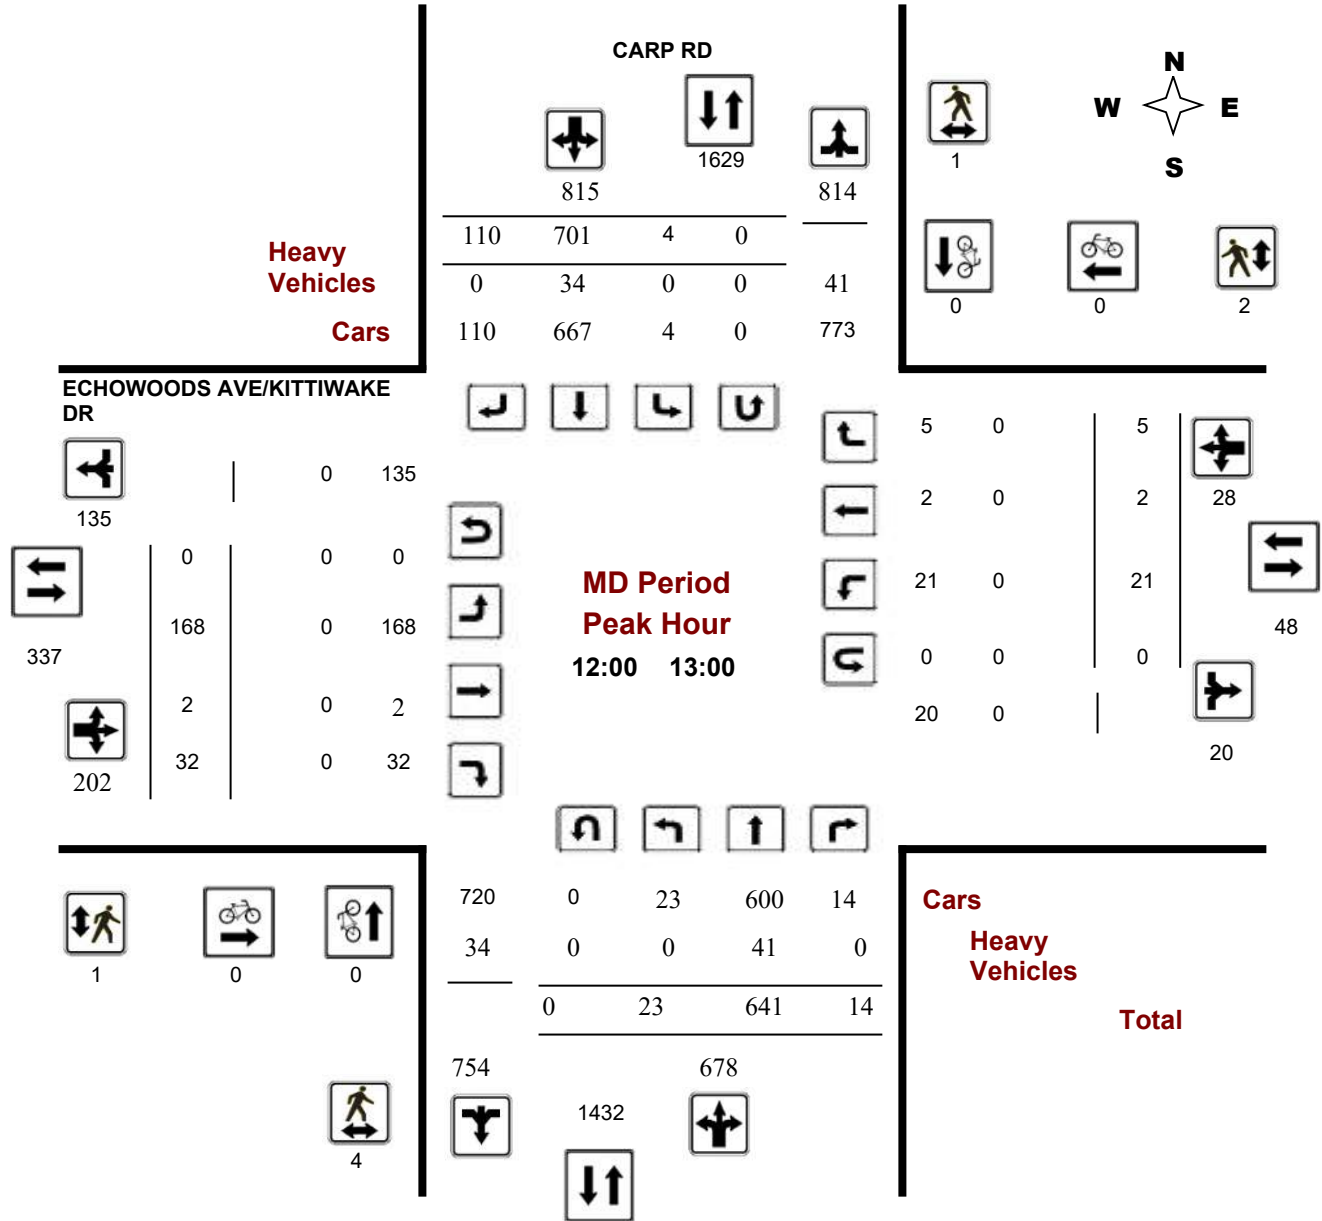 CARP RD
N
W E
S
1629
1
815 814
110 701 4 0
Heavy
Vehicles
0 34 0 0 41
0 0 2
Cars
110 667 4 0 773
ECHOWOODS AVE/KITTIWAKE
DR
5 0 5
0 135
135
2 0 2 28
0 0 0
MD Period
21 0 21
168 0 168
Peak Hour
48
337
12:00 13:00
0 0 0
2 0 2
20 0
32 0 32
20
202
720 0 23 600 14
Cars
34 0 0 41 0
Heavy
Vehicles
1 0 0
0 23 641 14
Total
754 678
1432
4